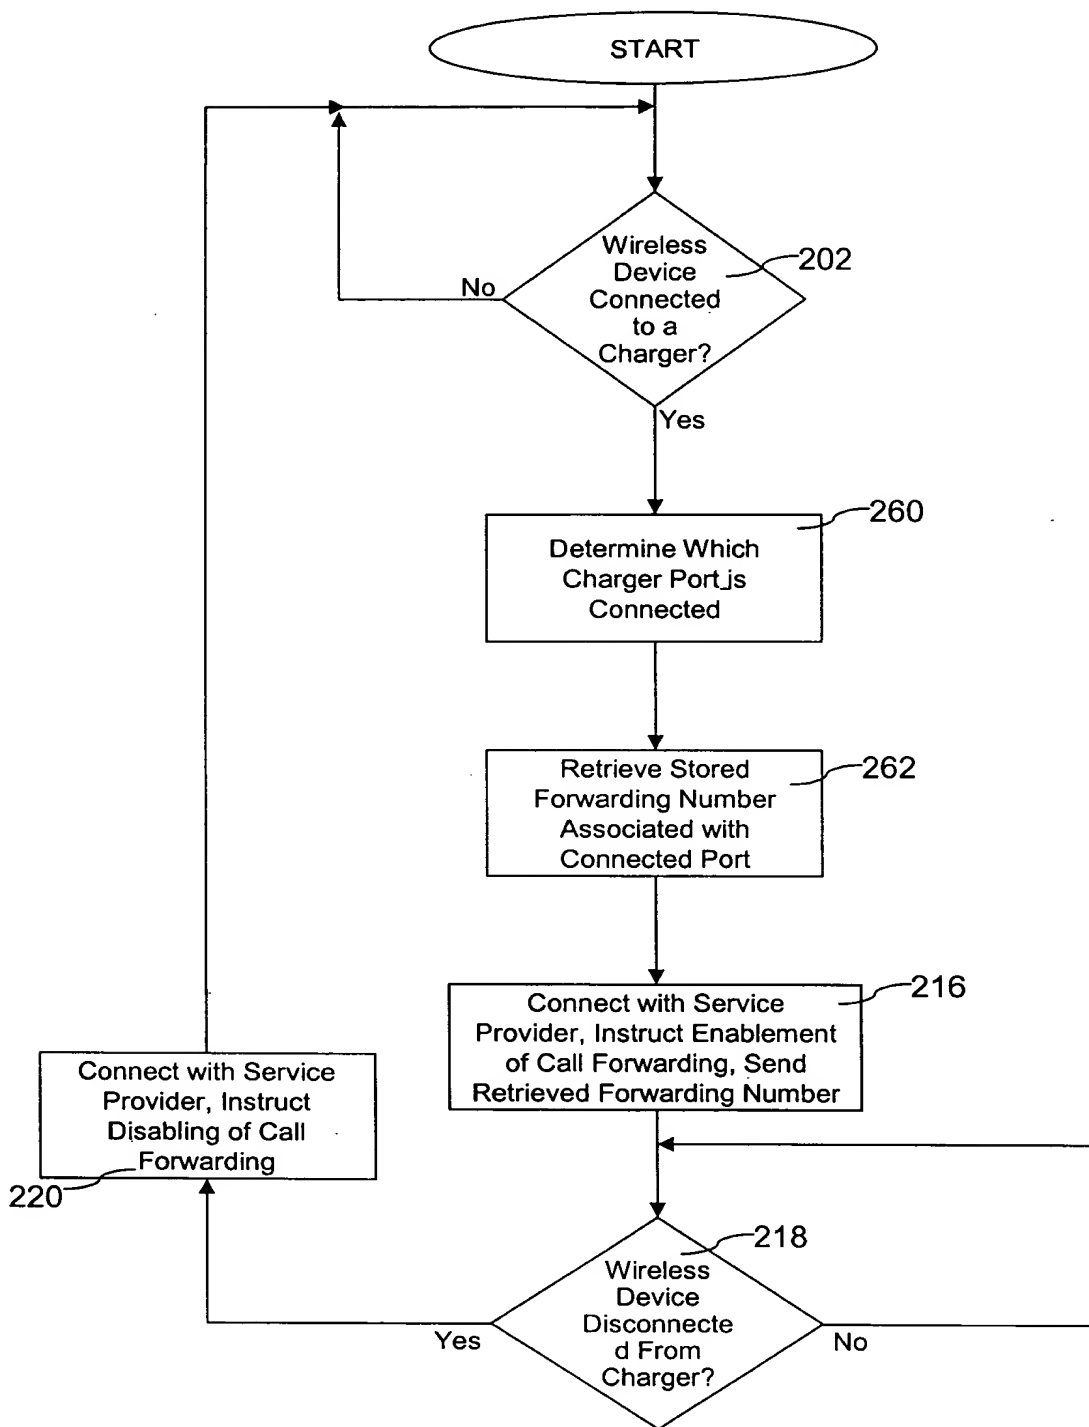 START
Wireless
Device
Connected
to a
Charger?
202
No
Yes
260
Determine Which
Charger Port is
Connected
262
Retrieve Stored
Forwarding Number
Associated with
Connected Port
216
Connect with Service
Provider, Instruct Enablement
of Call Forwarding, Send
Retrieved Forwarding Number
Connect with Service
Provider, Instruct
Disabling of Call
Forwarding
220
218
Wireless
Device
Disconnecte
d From
Charger?
Yes
No